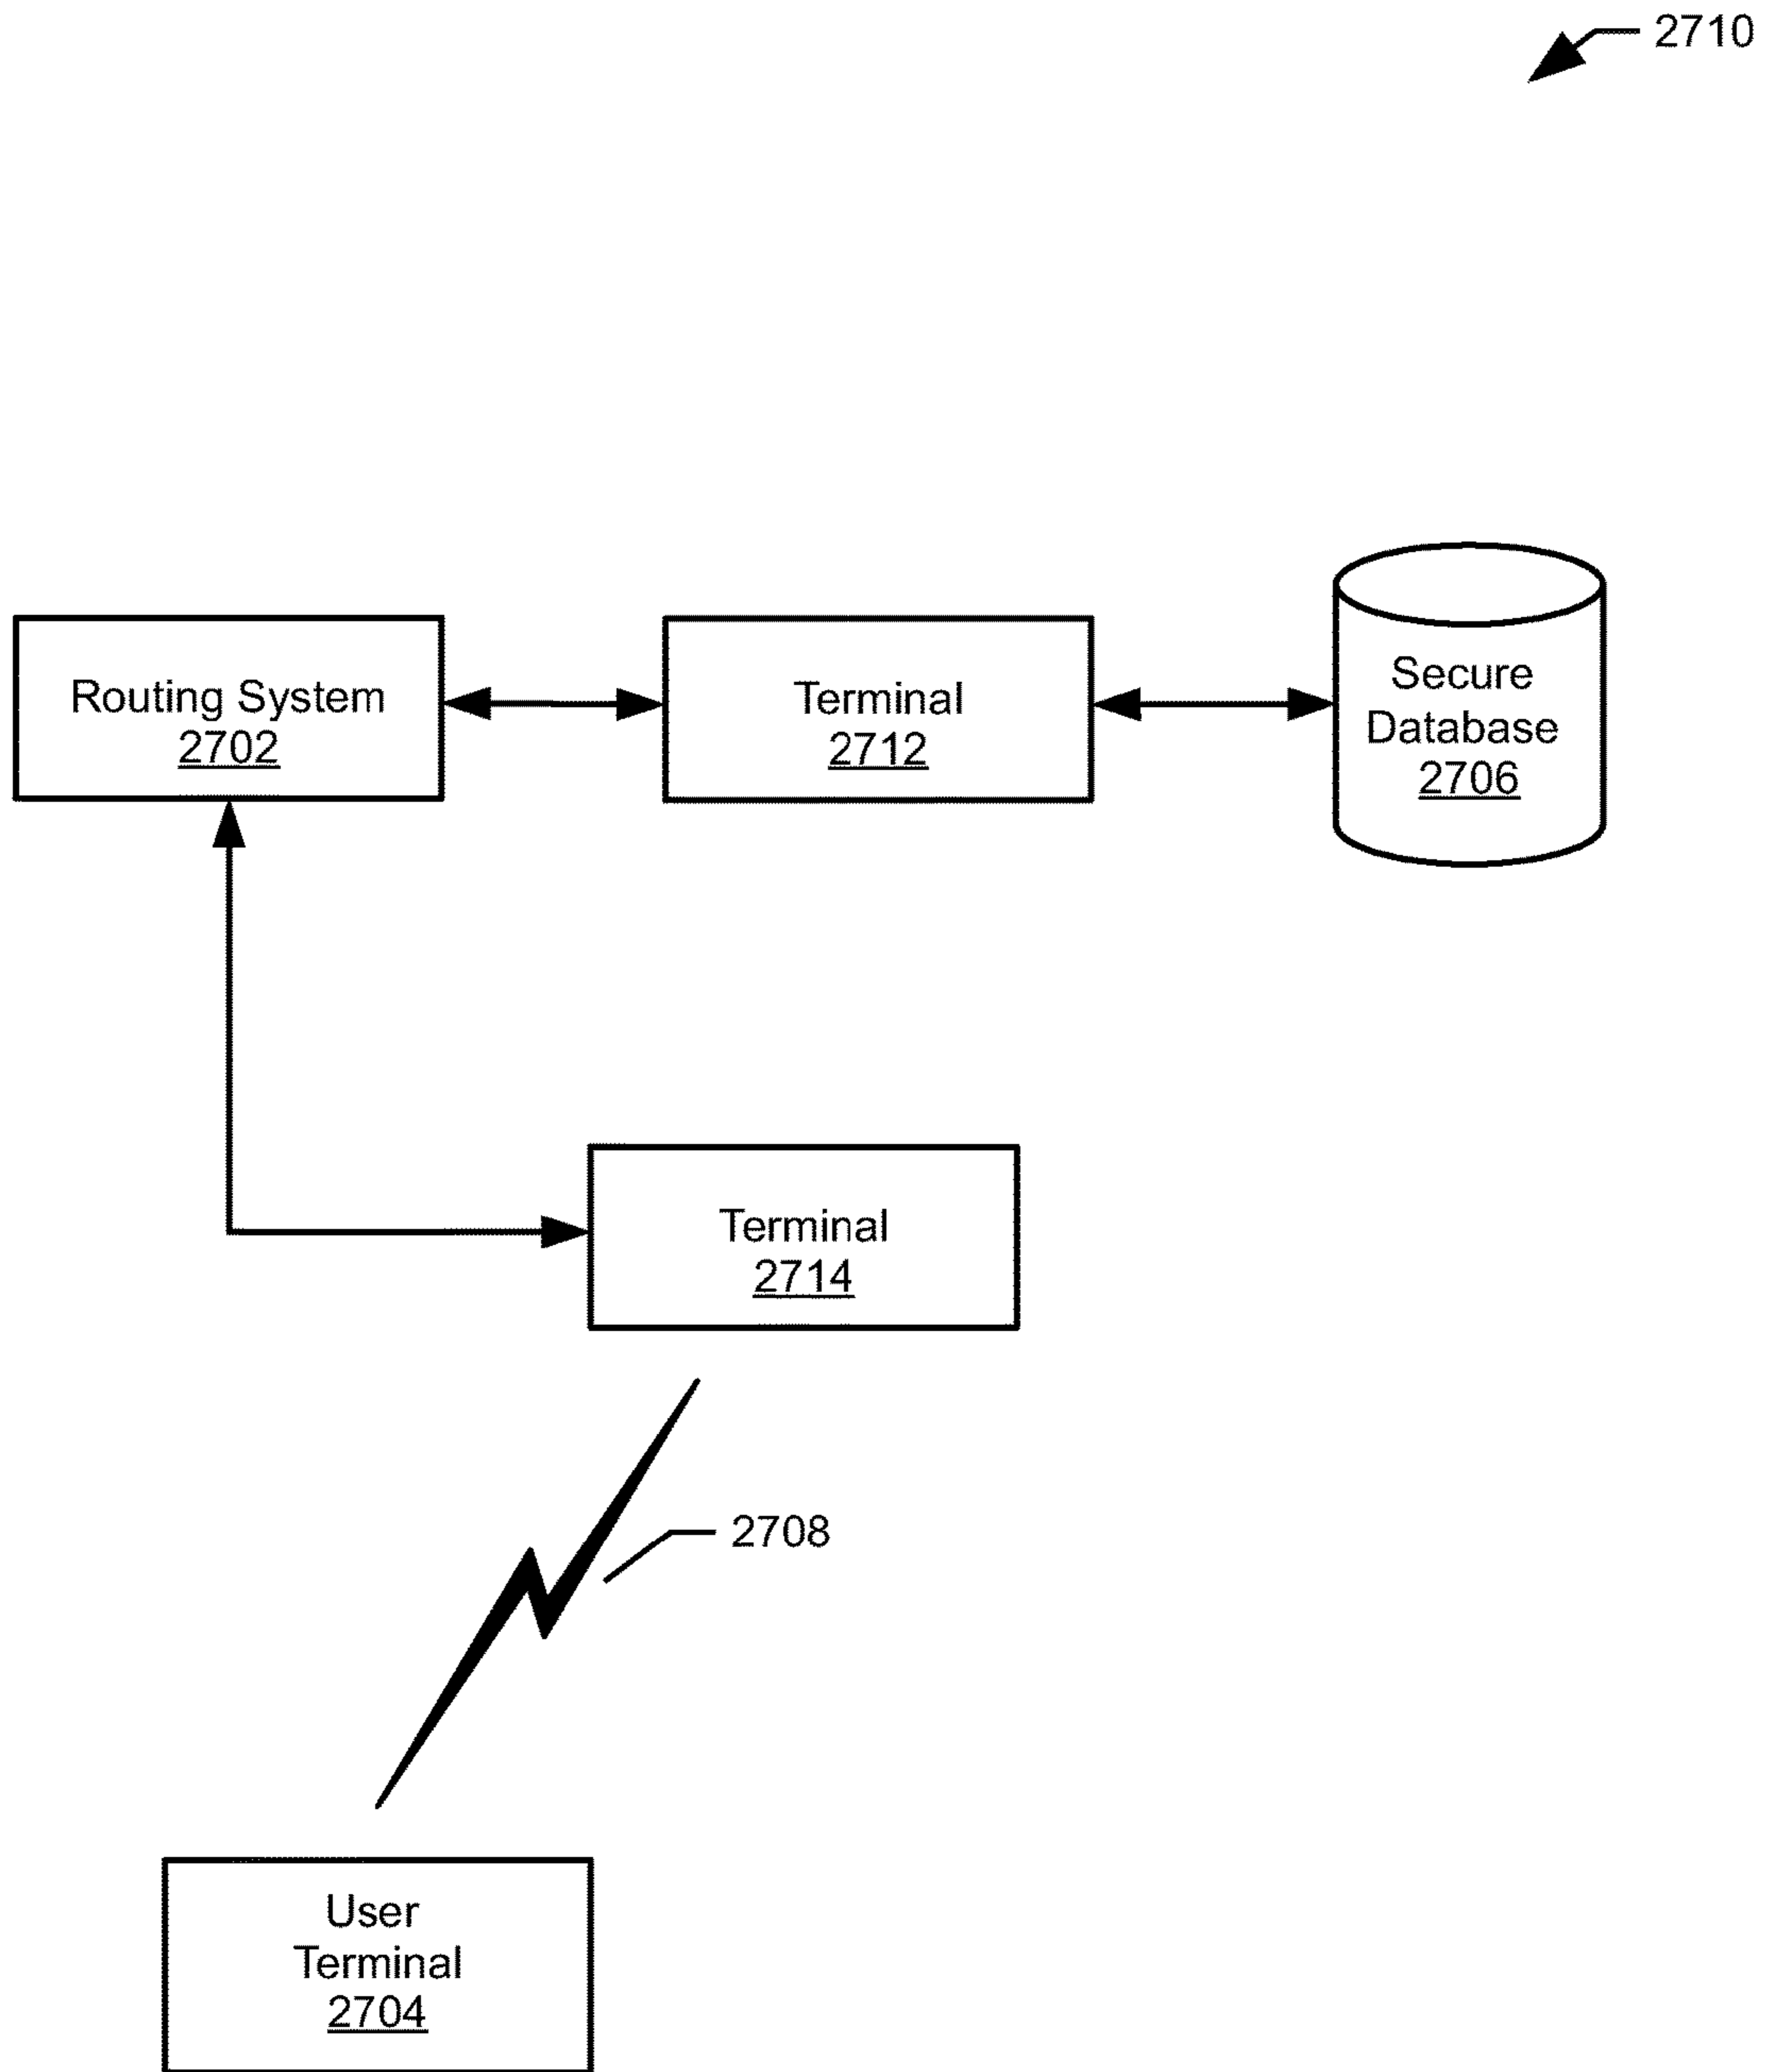 2710
Routing System
2702
Terminal
2712
Secure
Database
2706
Terminal
2714
2708
User
Terminal
2704